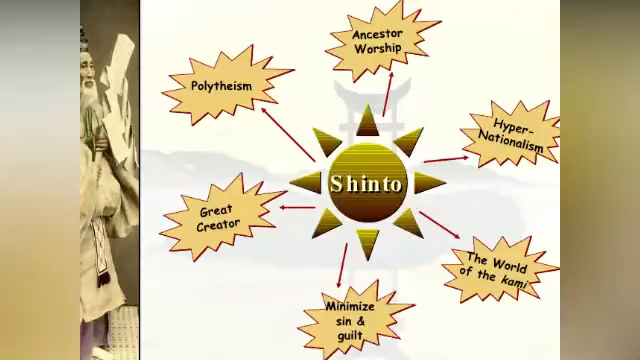 Ancestor
Worship
Polytheism
Hyper-
Nationalism
Shinto
Great
Creator
The World
of the kami
Minimize
sin &
guilt